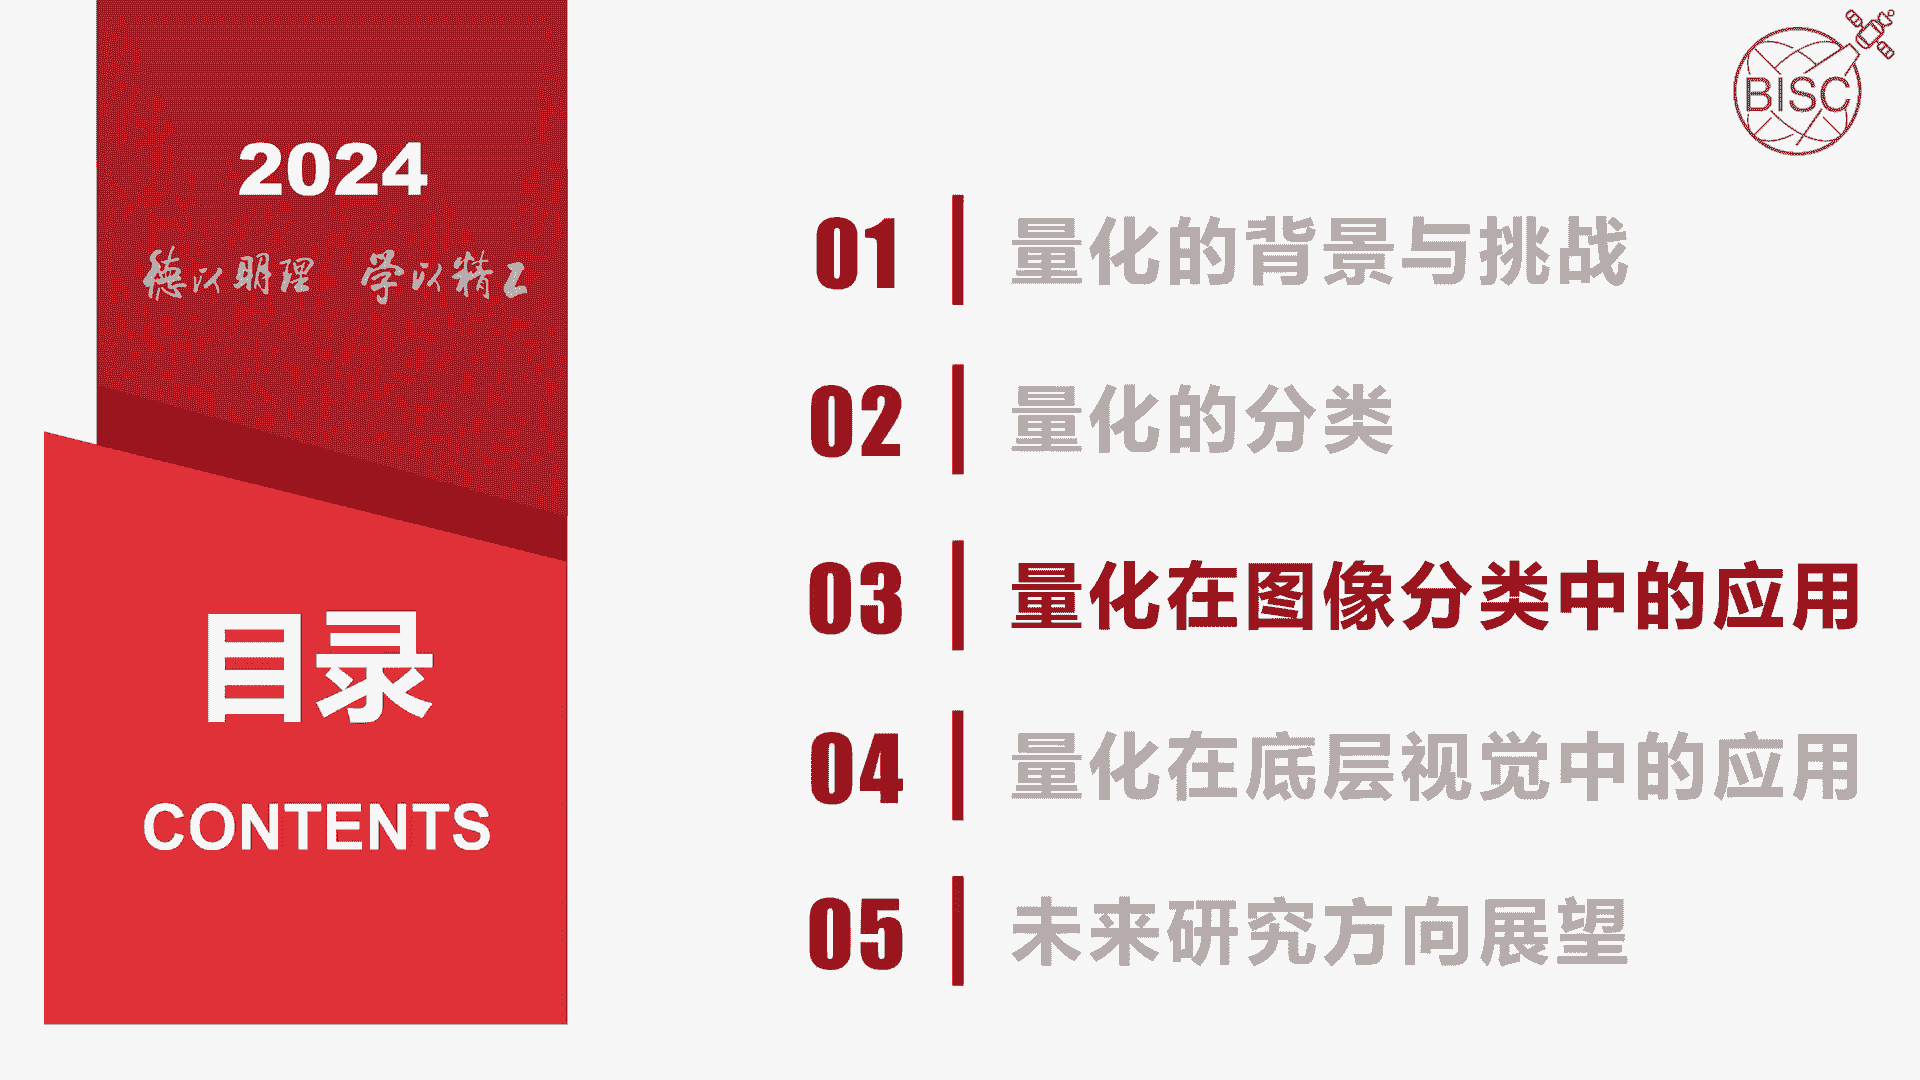 2024
德以明理 学以精工
目录
CONTENTS
BISC
01 量化的背景与挑战
02 量化的分类
03 量化在图像分类中的应用
04 量化在底层视觉中的应用
05 未来研究方向展望